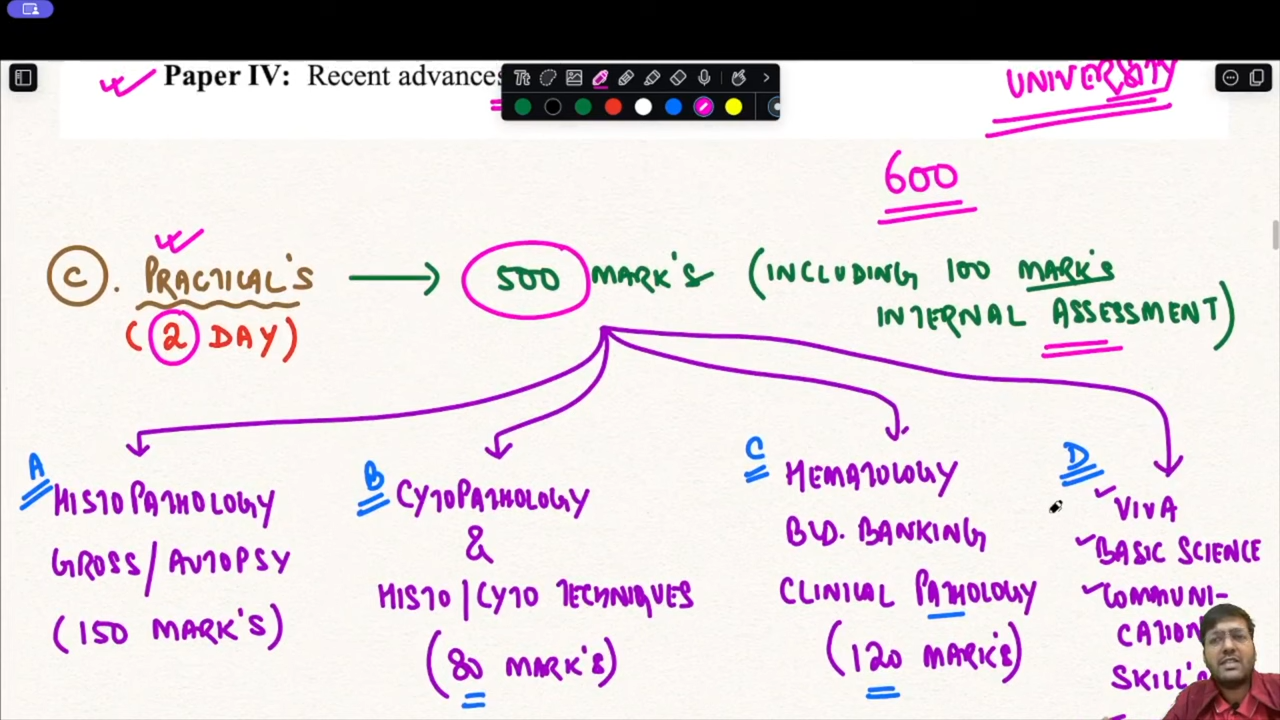 Paper IV: Recent advances
UNIVERSITY
600
C. PRACTICAL'S → 500 MARK'S (INCLUDING 100 MARK'S
INTERNAL ASSESSMENT)
(2 DAY)
A
HISTOPATHOLOGY
GROSS/AUTOPSY
(150 MARK'S)
B
CYTOPATHOLOGY
&
HISTO/CYTO TECHNIQUES
(80 MARK'S)
C
HEMATOLOGY
BLD. BANKING
CLINICAL PATHOLOGY
(120 MARK'S)
D
VIVA
BASIC SCIENCE
COMMUNI-
CATION
SKILL'S